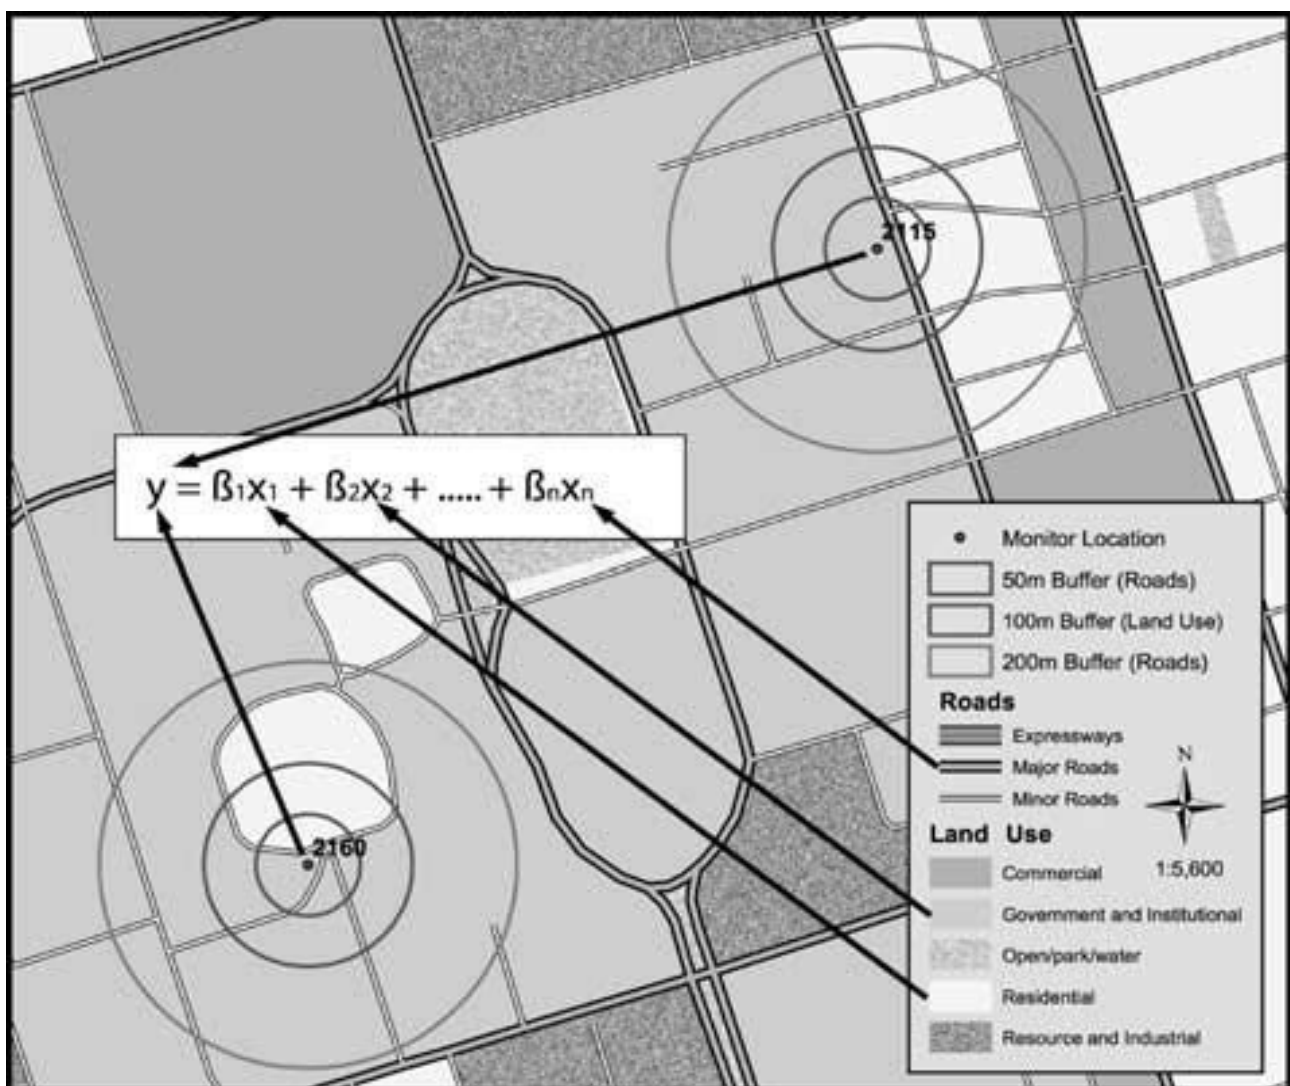 2115
y = ß1x1 + ß2x2 + ..... + ßnxn
2160
Monitor Location
50m Buffer (Roads)
100m Buffer (Land Use)
200m Buffer (Roads)
Roads
Expressways
Major Roads
Minor Roads
N
1:5,600
Land Use
Commercial
Government and Institutional
Open/park/water
Residential
Resource and Industrial